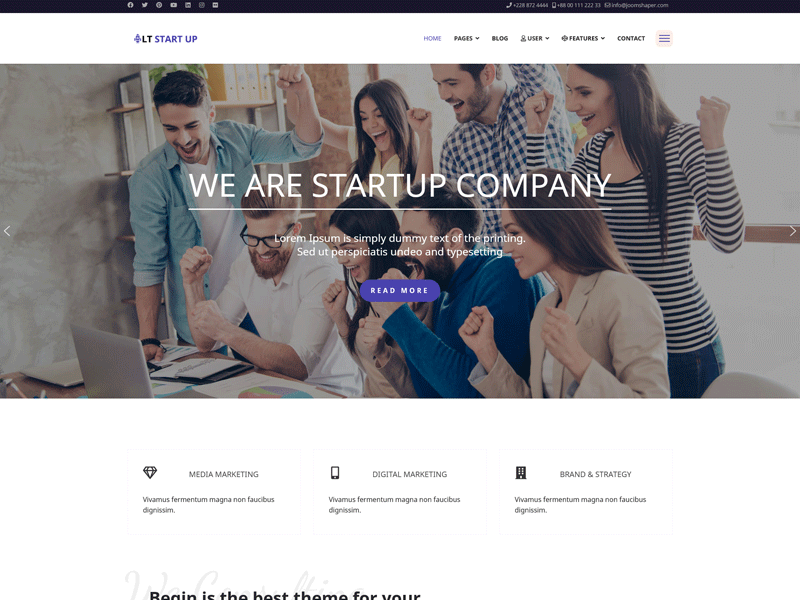 +228 872 4444 +88 00 111 222 33 info@joomshaper.com
LT START UP
HOME PAGES BLOG USER FEATURES CONTACT
WE ARE STARTUP COMPANY
Lorem Ipsum is simply dummy text of the printing.
Sed ut perspiciatis undeo and typesetting
READ MORE
MEDIA MARKETING
Vivamus fermentum magna non faucibus
dignissim.
DIGITAL MARKETING
Vivamus fermentum magna non faucibus
dignissim.
BRAND & STRATEGY
Vivamus fermentum magna non faucibus
dignissim.
We Consulting
Begin is the best theme for your